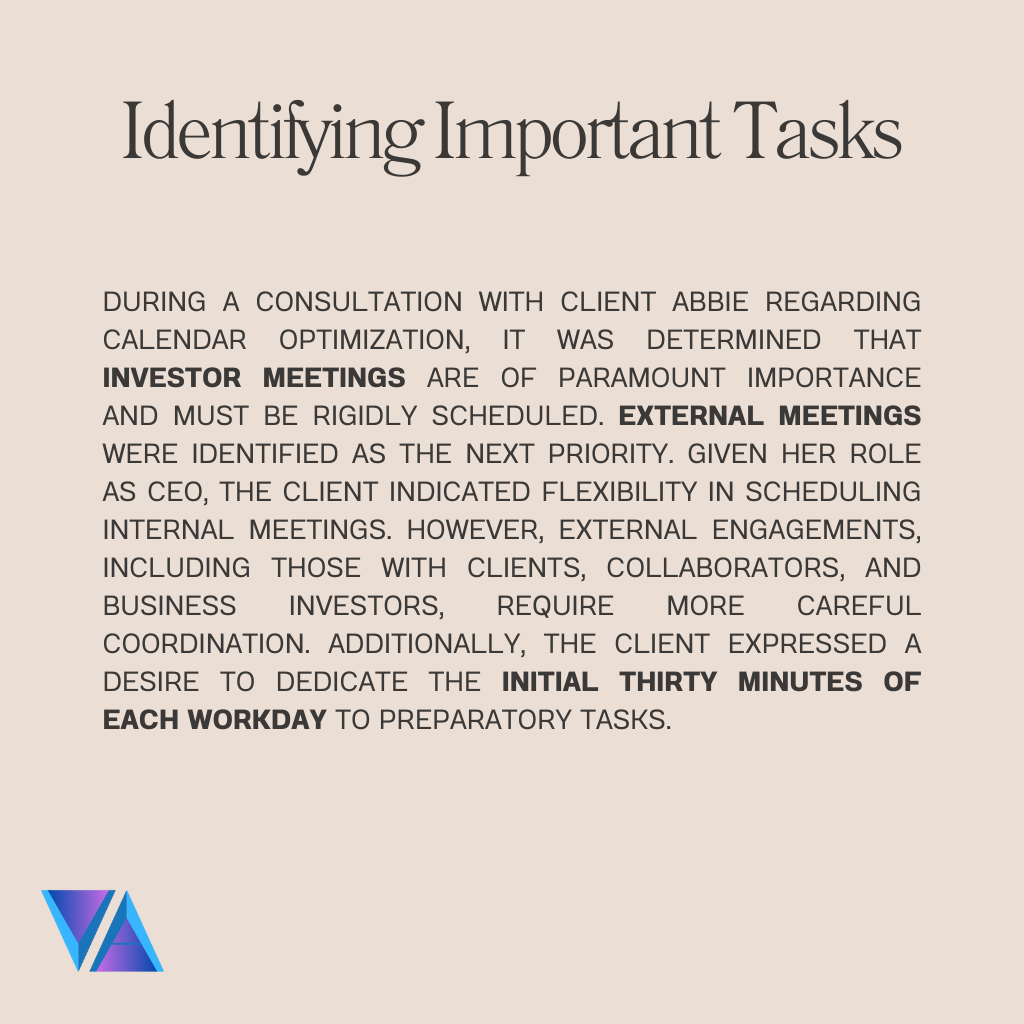 Identifying Important Tasks
DURING A CONSULTATION WITH CLIENT ABBIE REGARDING
CALENDAR OPTIMIZATION, IT WAS DETERMINED THAT
INVESTOR MEETINGS ARE OF PARAMOUNT IMPORTANCE
AND MUST BE RIGIDLY SCHEDULED. EXTERNAL MEETINGS
WERE IDENTIFIED AS THE NEXT PRIORITY. GIVEN HER ROLE
AS CEO, THE CLIENT INDICATED FLEXIBILITY IN SCHEDULING
INTERNAL MEETINGS. HOWEVER, EXTERNAL ENGAGEMENTS,
INCLUDING THOSE WITH CLIENTS, COLLABORATORS, AND
BUSINESS INVESTORS, REQUIRE MORE CAREFUL
COORDINATION. ADDITIONALLY, THE CLIENT EXPRESSED A
DESIRE TO DEDICATE THE INITIAL THIRTY MINUTES OF
EACH WORKDAY TO PREPARATORY TASKS.
VA